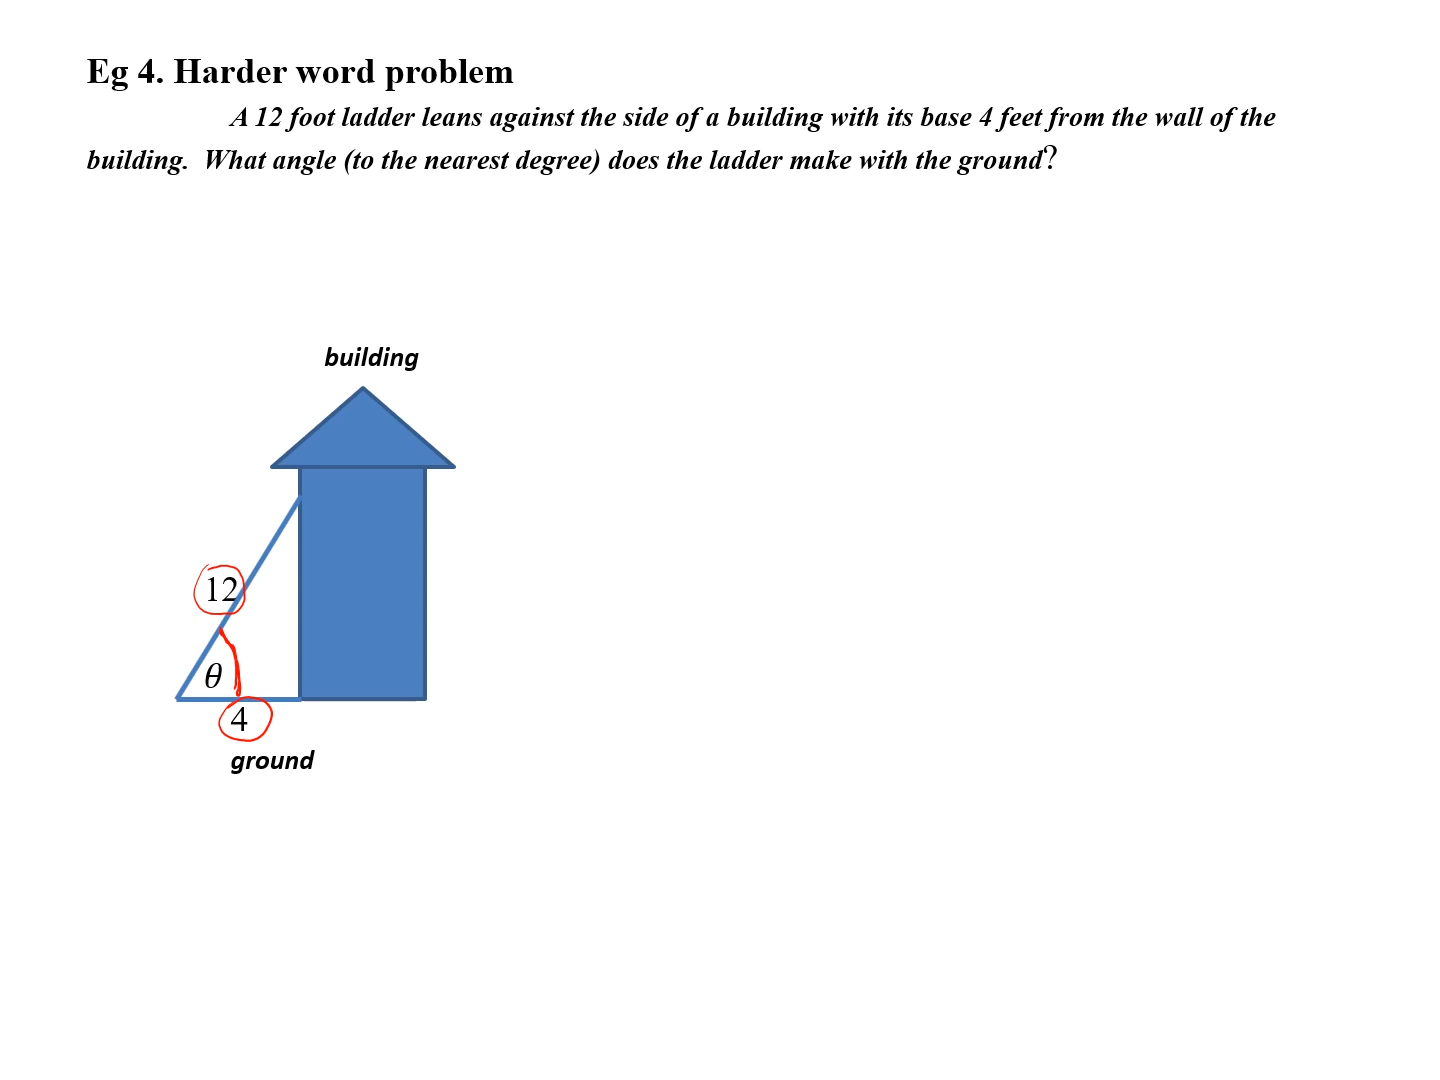 Eg 4. Harder word problem
A 12 foot ladder leans against the side of a building with its base 4 feet from the wall of the
building. What angle (to the nearest degree) does the ladder make with the ground?
building
12
θ
4
ground